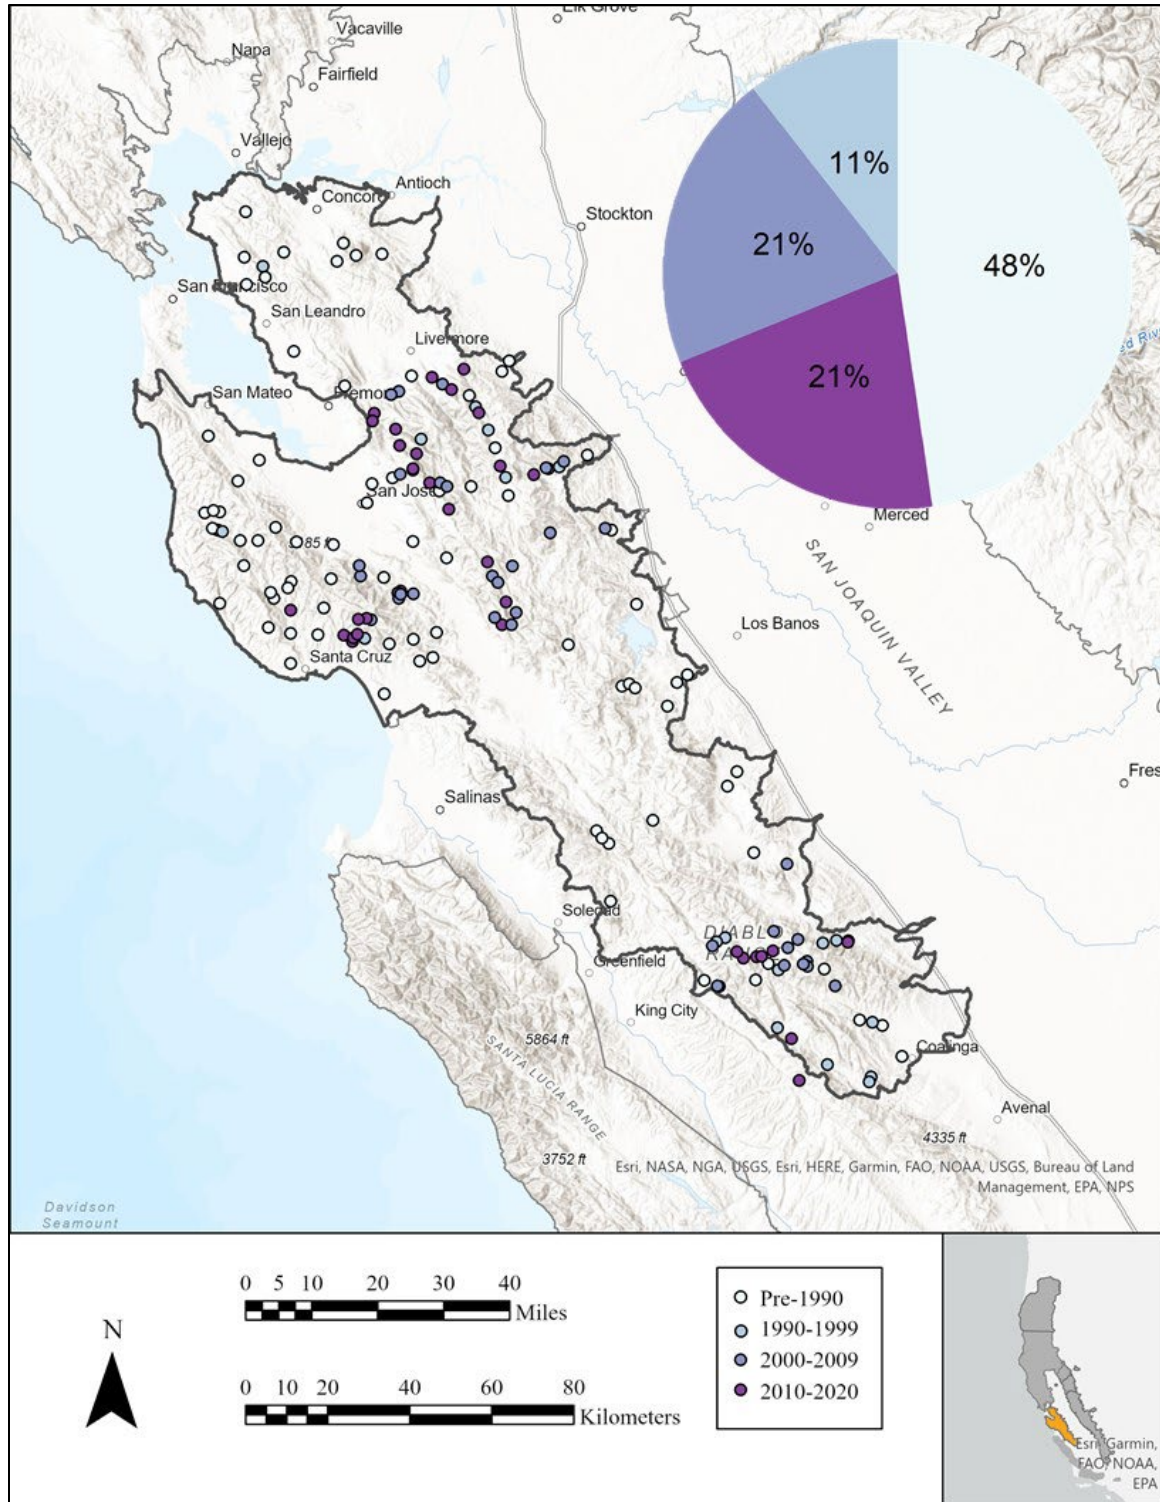 Elk Grove
Vacaville
Napa
Fairfield
Vallejo
Antioch
Concord
Stockton
San Francisco
San Leandro
Livermore
San Mateo
Fremont
San Jose
Santa Cruz
Merced
SAN JOAQUIN VALLEY
Los Banos
Salinas
Soledad
Greenfield
DIABLO
RANGE
King City
5864 ft
SANTA LUCIA RANGE
Coalinga
Avenal
4335 ft
3752 ft
Fres
11%
21%
48%
21%
Esri, NASA, NGA, USGS, Esri, HERE, Garmin, FAO, NOAA, USGS, Bureau of Land
Management, EPA, NPS
Davidson
Seamount
0 5 10 20 30 40
Miles
N
0 10 20 40 60 80
Kilometers
Pre-1990
1990-1999
2000-2009
2010-2020
Esri, Garmin,
FAO, NOAA,
EPA